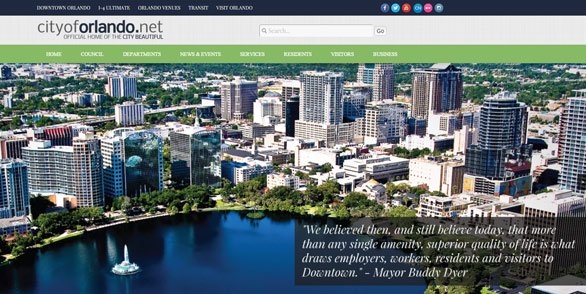 DOWNTOWN ORLANDO I-4 ULTIMATE ORLANDO VENUES TRANSIT VISIT ORLANDO
cityoforlando.net
OFFICIAL HOME OF THE CITY BEAUTIFUL
Search... Go
HOME COUNCIL DEPARTMENTS NEWS & EVENTS SERVICES RESIDENTS VISITORS BUSINESS
"We believed then, and still believe today, that more
than any single amenity, superior quality of life is what
draws employers, workers, residents and visitors to
Downtown." - Mayor Buddy Dyer